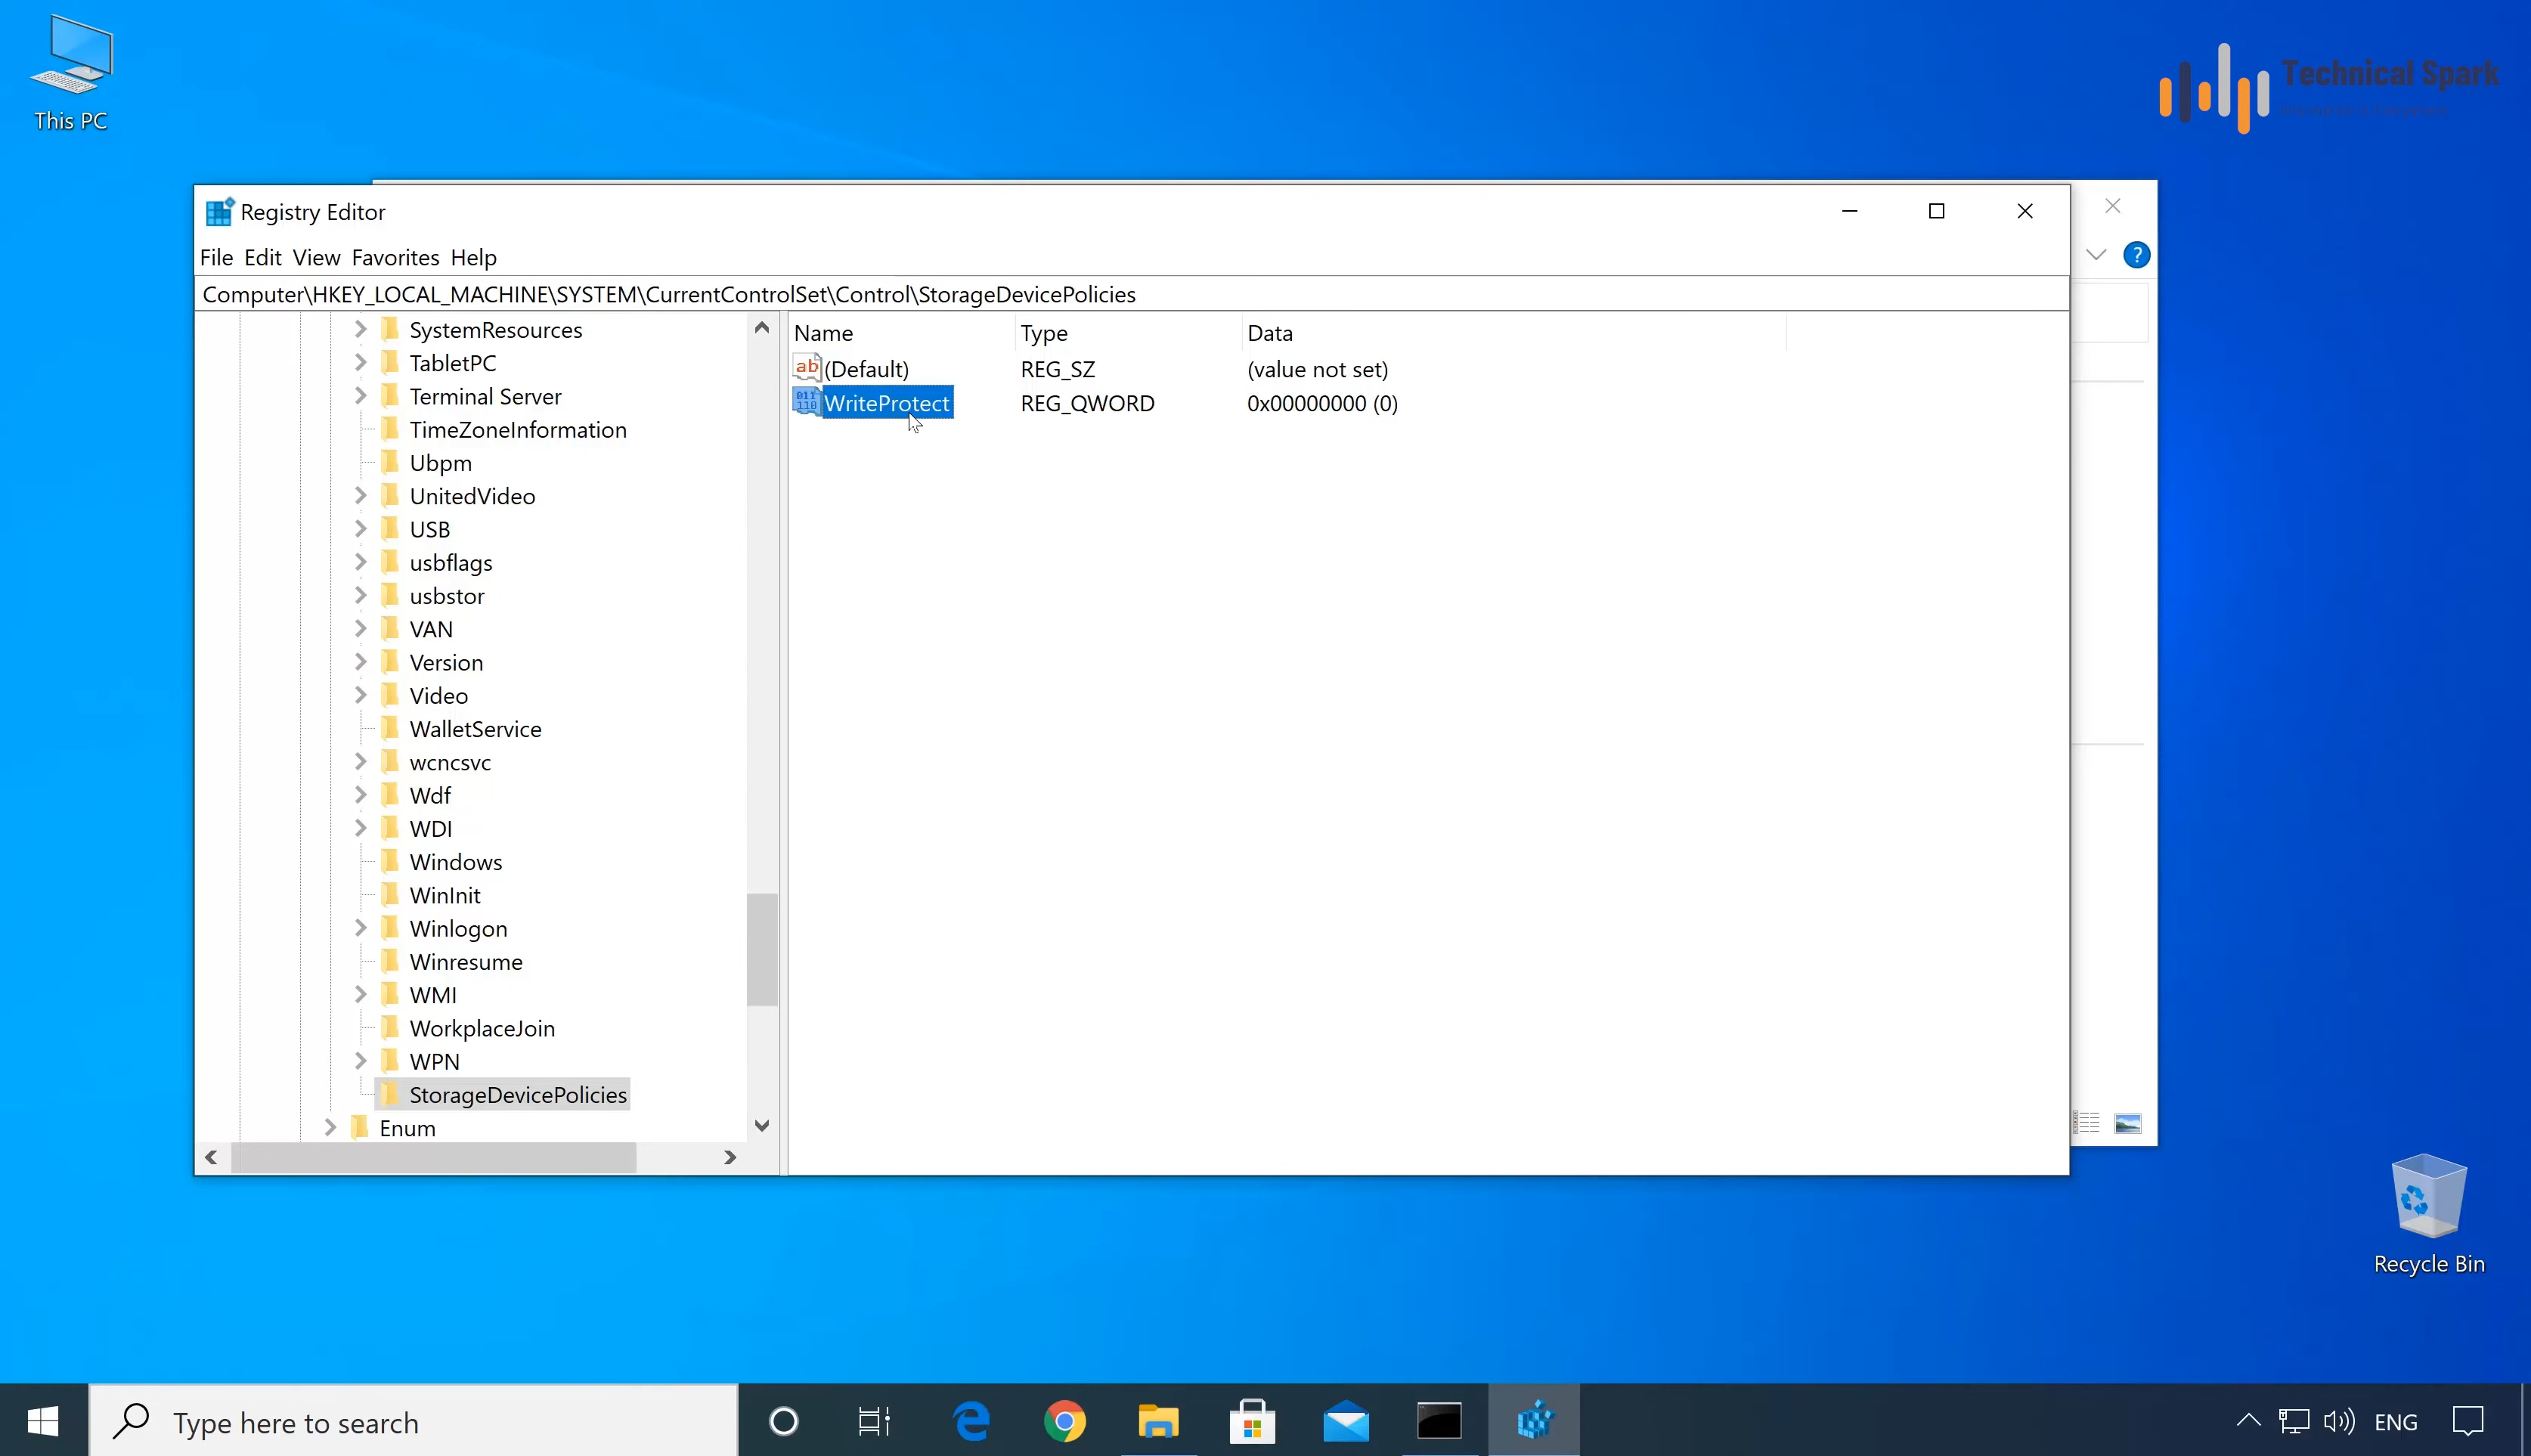 This PC
Technical Spark
Registry Editor
File Edit View Favorites Help
Computer\HKEY_LOCAL_MACHINE\SYSTEM\CurrentControlSet\Control\StorageDevicePolicies
SystemResources
TabletPC
Terminal Server
TimeZoneInformation
Ubpm
UnitedVideo
USB
usbflags
usbstor
VAN
Version
Video
WalletService
wcncsvc
Wdf
WDI
Windows
WinInit
Winlogon
Winresume
WMI
WorkplaceJoin
WPN
StorageDevicePolicies
Enum
Name Type Data
ab (Default) REG_SZ (value not set)
WriteProtect REG_QWORD 0x00000000 (0)
?
Recycle Bin
Type here to search
ENG